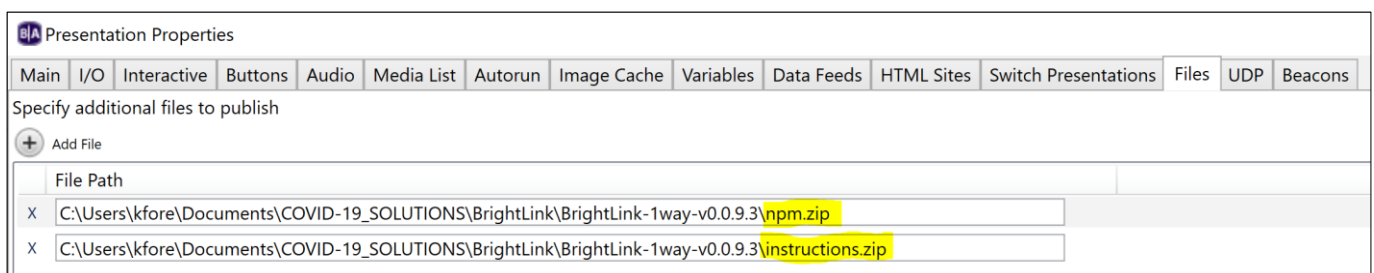 B|A Presentation Properties
Main I/O Interactive Buttons Audio Media List Autorun Image Cache Variables Data Feeds HTML Sites Switch Presentations Files UDP Beacons
Specify additional files to publish
+ Add File
File Path
X C:\Users\kfore\Documents\COVID-19_SOLUTIONS\BrightLink\BrightLink-1way-v0.0.9.3\npm.zip
X C:\Users\kfore\Documents\COVID-19_SOLUTIONS\BrightLink\BrightLink-1way-v0.0.9.3\instructions.zip